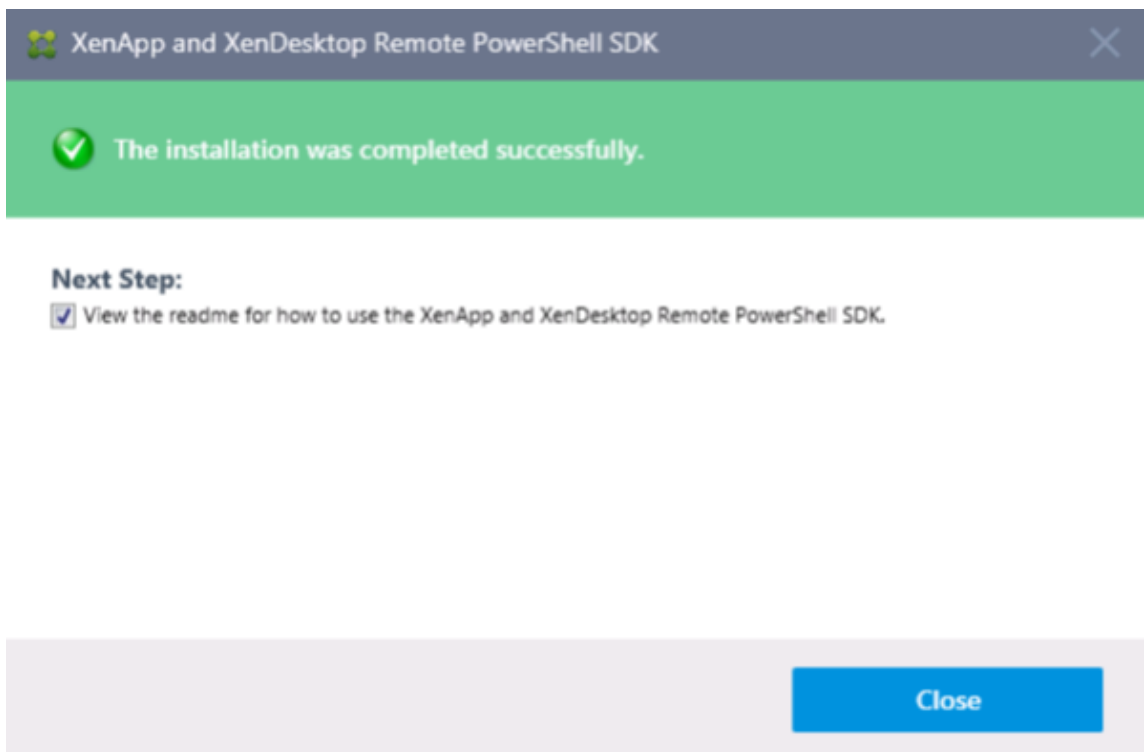 XenApp and XenDesktop Remote PowerShell SDK
The installation was completed successfully.
Next Step:
View the readme for how to use the XenApp and XenDesktop Remote PowerShell SDK.
Close